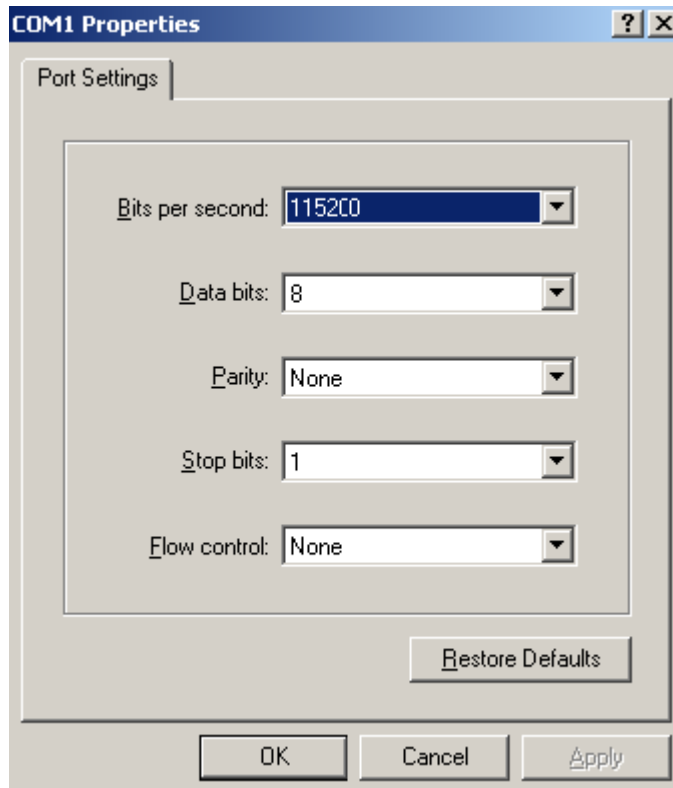 COM1 Properties
Port Settings
Bits per second: 115200
Data bits: 8
Parity: None
Stop bits: 1
Flow control: None
Restore Defaults
OK Cancel Apply